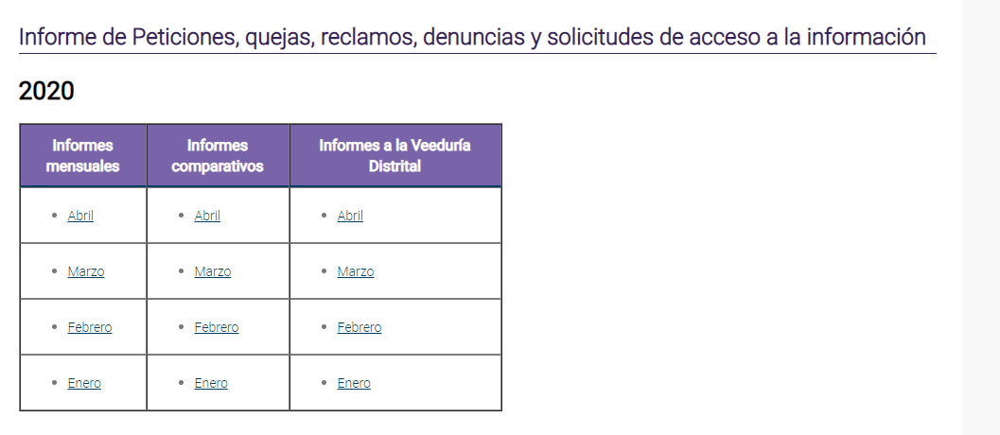 Informe de Peticiones, quejas, reclamos, denuncias y solicitudes de acceso a la información
2020
Informes mensuales
Informes comparativos
Informes a la Veeduría Distrital
Abril
Abril
Abril
Marzo
Marzo
Marzo
Febrero
Febrero
Febrero
Enero
Enero
Enero